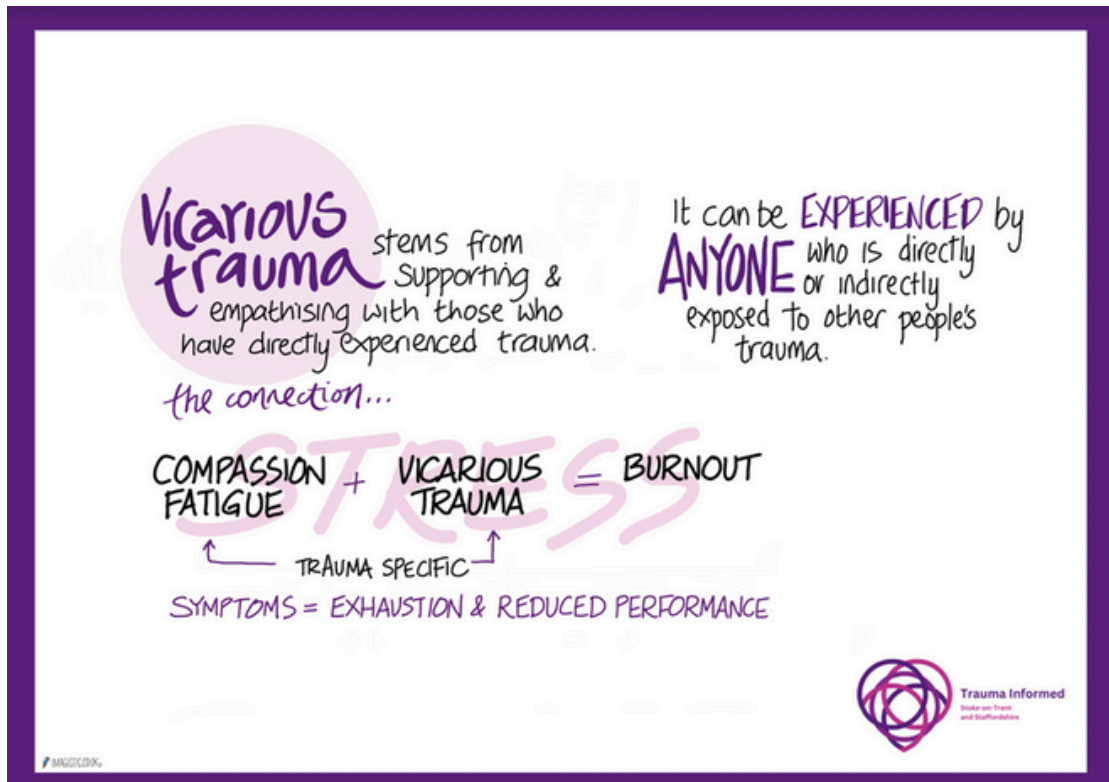 Vicarious
trauma stems from
supporting &
empathising with those who
have directly experienced trauma.
It can be EXPERIENCED by
ANYONE who is directly
or indirectly
exposed to other people's
trauma.
the connection...
STRESS
COMPASSION FATIGUE + VICARIOUS TRAUMA = BURNOUT
TRAUMA SPECIFIC
SYMPTOMS = EXHAUSTION & REDUCED PERFORMANCE
Trauma Informed
Stoke-on-Trent
and Staffordshire